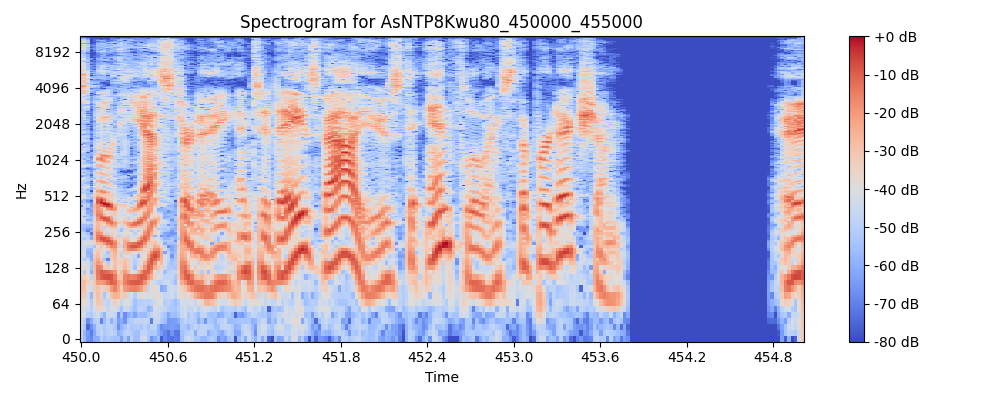 Spectrogram for AsNTP8Kwu80_450000_455000
8192
4096
2048
1024
512
256
128
64
0
Hz
450.0 450.6 451.2 451.8 452.4 453.0 453.6 454.2 454.8
Time
+0 dB
-10 dB
-20 dB
-30 dB
-40 dB
-50 dB
-60 dB
-70 dB
-80 dB